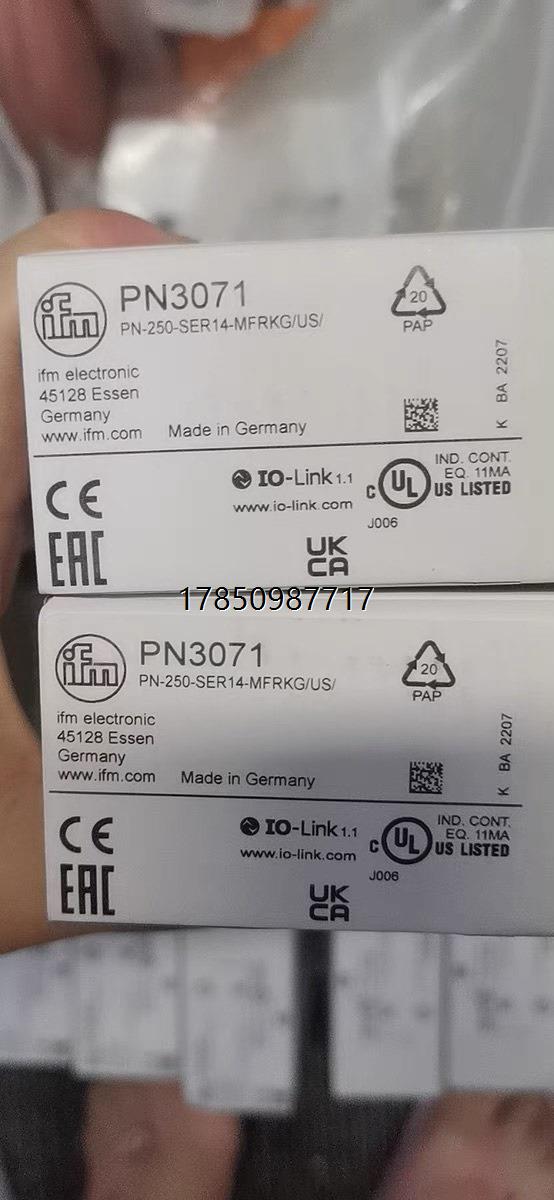 ifm
PN3071
PN-250-SER14-MFRKG/US/
20
PAP
ifm electronic
45128 Essen
Germany
www.ifm.com
Made in Germany
K BA 2207
CE
EAC
IO-Link 1.1
www.io-link.com
c UL US LISTED
IND. CONT.
EQ. 11MA
J006
UK
CA
17850987717
ifm
PN3071
PN-250-SER14-MFRKG/US/
20
PAP
ifm electronic
45128 Essen
Germany
www.ifm.com
Made in Germany
K BA 2207
CE
EAC
IO-Link 1.1
www.io-link.com
c UL US LISTED
IND. CONT.
EQ. 11MA
J006
UK
CA